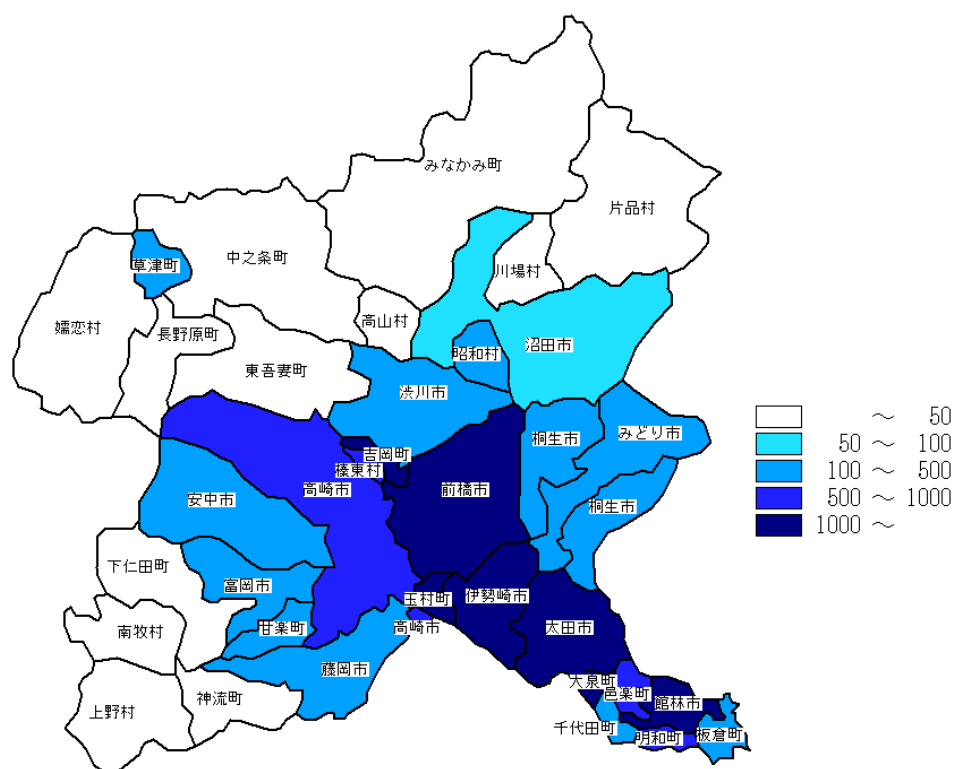 みなかみ町
片品村
草津町
中之条町
川場村
嬬恋村
長野原町
高山村
沼田市
昭和村
東吾妻町
渋川市
～ 50
50 ～ 100
100 ～ 500
500 ～ 1000
1000 ～
桐生市
みどり市
吉岡町
榛東村
高崎市
前橋市
安中市
桐生市
下仁田町
富岡市
玉村町
伊勢崎市
甘楽町
高崎市
太田市
南牧村
藤岡市
大泉町
邑楽町
館林市
神流町
上野村
千代田町
明和町
板倉町